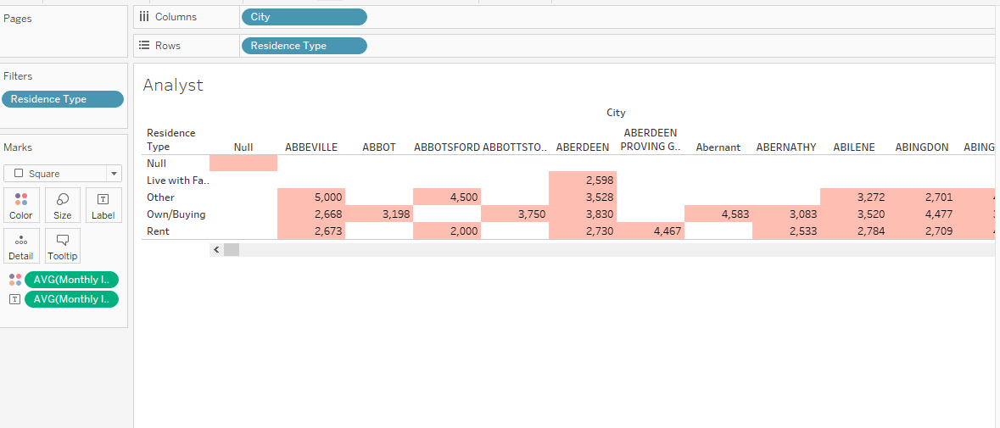 Pages
Columns
City
Rows
Residence Type
Filters
Residence Type
Marks
Square
Color
Size
Label
Detail
Tooltip
AVG(Monthly I..
AVG(Monthly I..
Analyst
City
Residence
Type
Null ABBEVILLE ABBOT ABBOTSFORD ABBOTTSTO.. ABERDEEN ABERDEEN PROVING G.. Abernant ABERNATHY ABILENE ABINGDON ABING
Null
Live with Fa.. 2,598
Other 5,000 4,500 3,528 3,272 2,701
Own/Buying 2,668 3,198 3,750 3,830 4,583 3,083 3,520 4,477
Rent 2,673 2,000 2,730 4,467 2,533 2,784 2,709